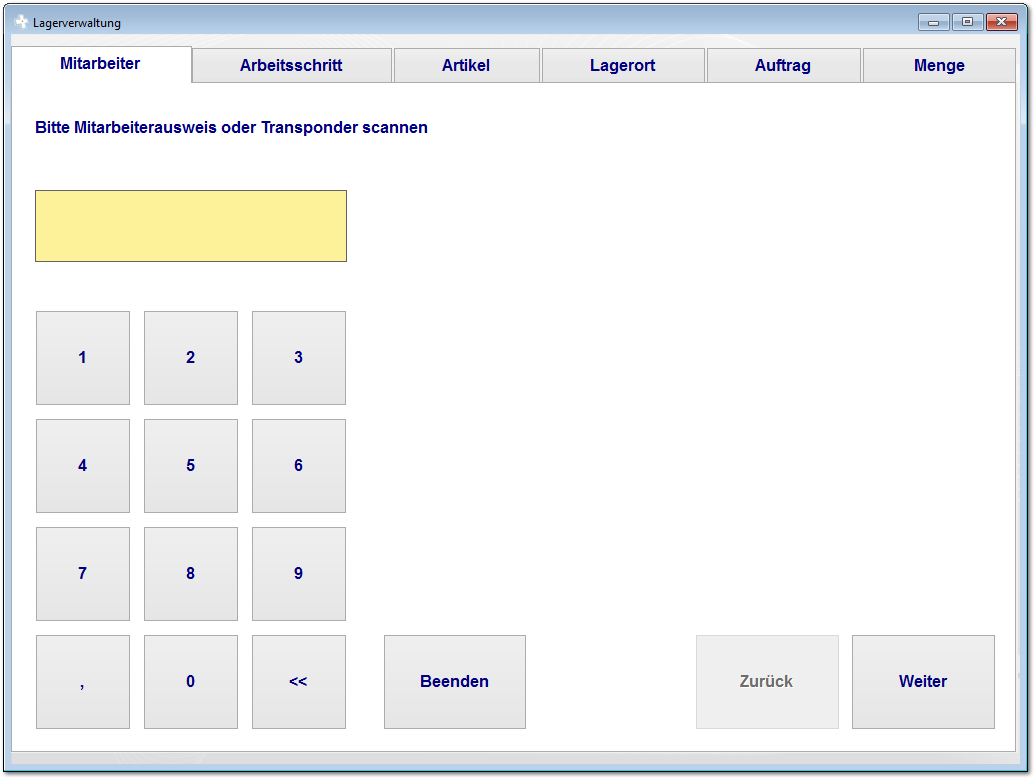 Lagerverwaltung
Mitarbeiter Arbeitsschritt Artikel Lagerort Auftrag Menge
Bitte Mitarbeiterausweis oder Transponder scannen
1 2 3
4 5 6
7 8 9
, 0 << Beenden Zurück Weiter